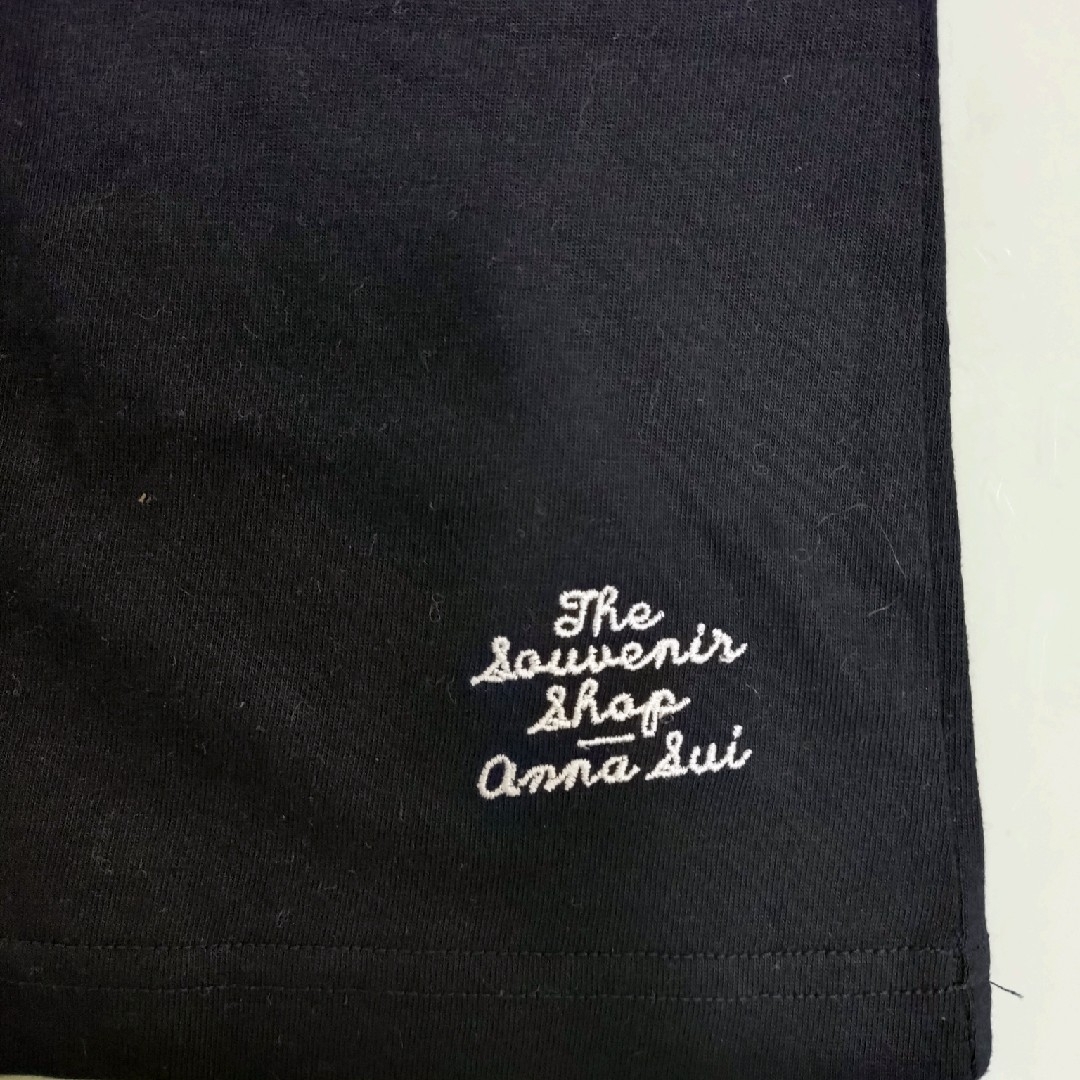 The
Souvenir
Shop
Anna Sui